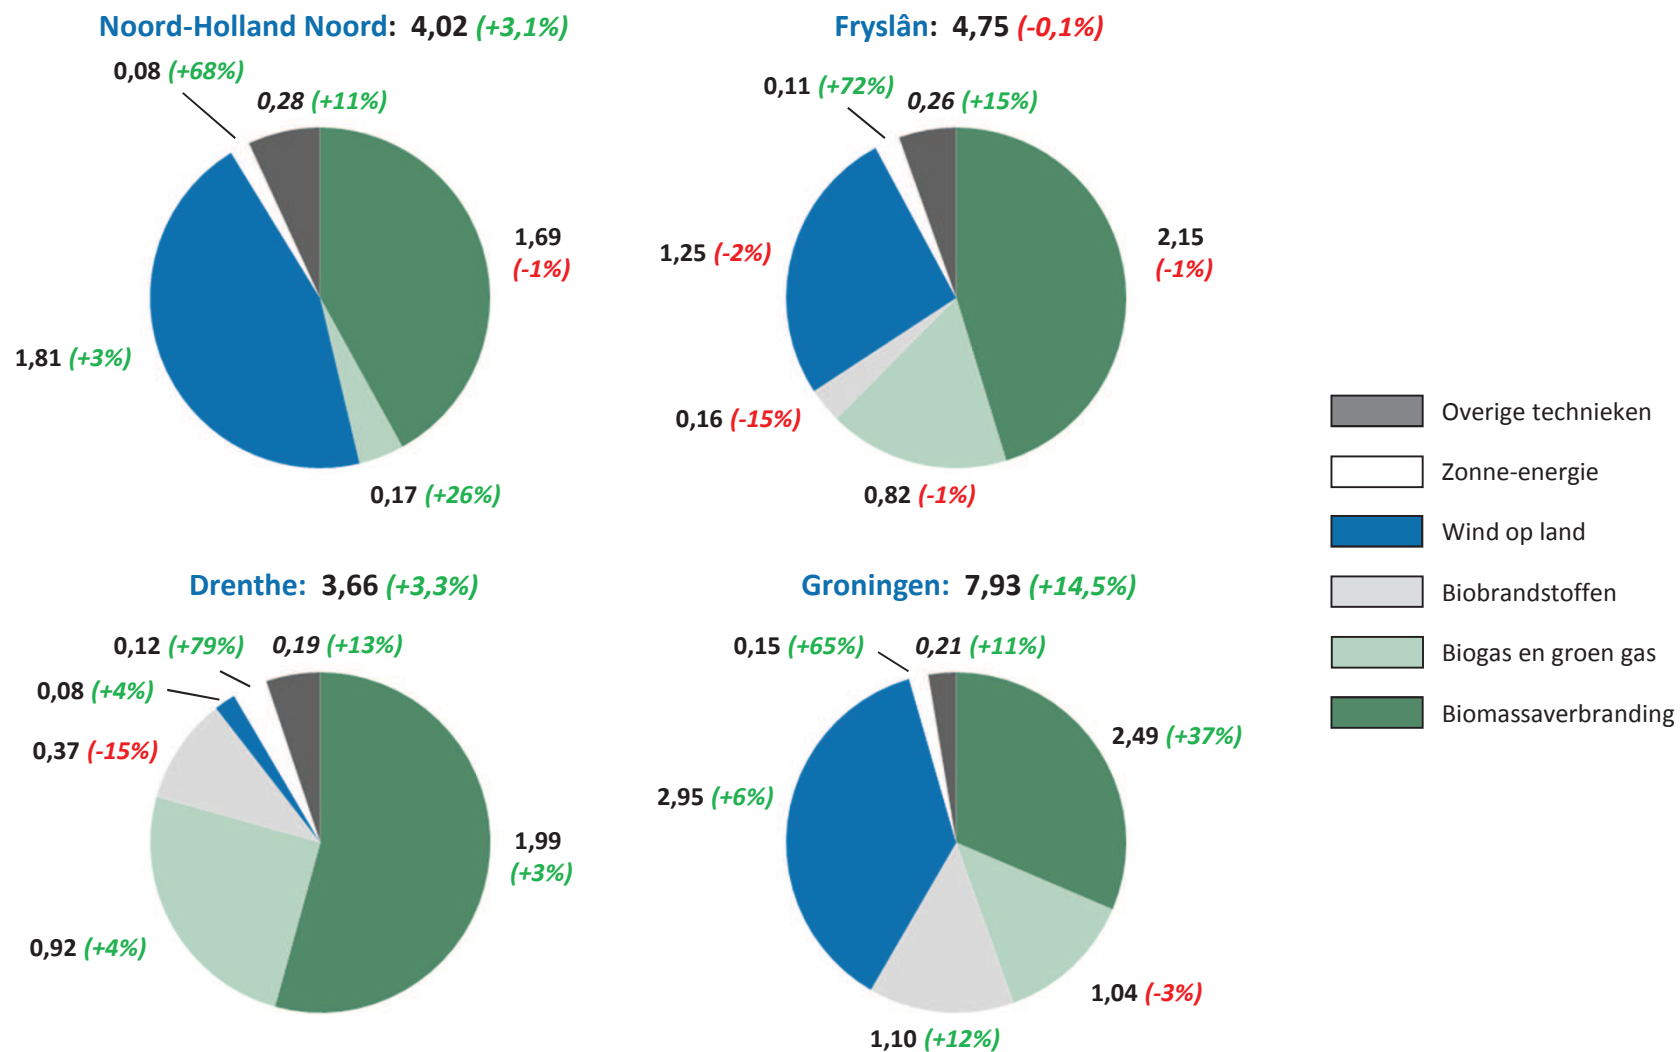 Noord-Holland Noord: 4,02 (+3,1%)
0,08 (+68%)
0,28 (+11%)
1,69
(-1%)
1,81 (+3%)
0,17 (+26%)
Fryslân: 4,75 (-0,1%)
0,11 (+72%)
0,26 (+15%)
1,25 (-2%)
2,15
(-1%)
0,16 (-15%)
0,82 (-1%)
Drenthe: 3,66 (+3,3%)
0,12 (+79%)
0,19 (+13%)
0,08 (+4%)
0,37 (-15%)
1,99
(+3%)
0,92 (+4%)
Groningen: 7,93 (+14,5%)
0,15 (+65%)
0,21 (+11%)
2,49 (+37%)
2,95 (+6%)
1,04 (-3%)
1,10 (+12%)
Overige technieken
Zonne-energie
Wind op land
Biobrandstoffen
Biogas en groen gas
Biomassaverbranding